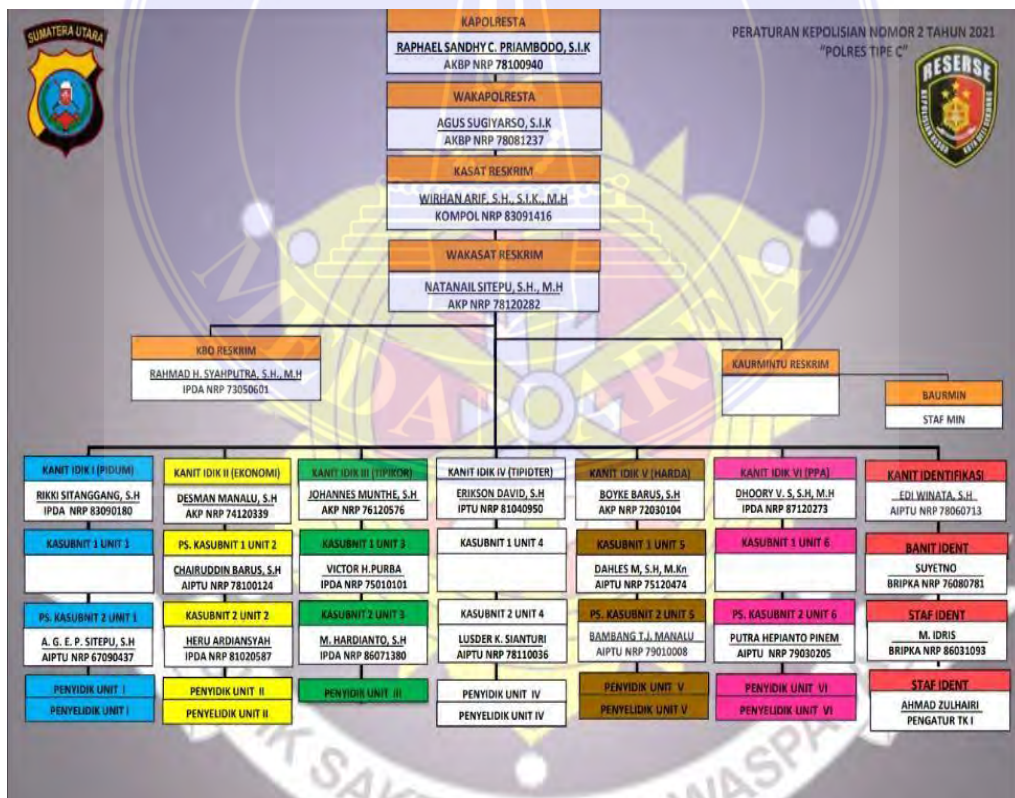 SUMATERA UTARA
PERATURAN KEPOLISIAN NOMOR 2 TAHUN 2021
"POLRES TIPE C"
RESERSE
KAPOLRESTA
RAPHAEL SANDHY C. PRIAMBODO, S.I.K
AKBP NRP 78100940
WAKAPOLRESTA
AGUS SUGIYARSO, S.I.K
AKBP NRP 78081237
KASAT RESKRIM
WIRHAN ARIF, S.H., S.I.K., M.H
KOMPOL NRP 83091416
WAKASAT RESKRIM
NATANAIL SITEPU, S.H., M.H
AKP NRP 78120282
KBO RESKRIM
RAHMAD H. SYAHPUTRA, S.H., M.H
IPDA NRP 73050601
KAURMINTU RESKRIM
BAURMIN
STAF MIN
MEDAN AREA
KANIT IDIK I (PIDUM)
RIKKI SITANGGANG, S.H
IPDA NRP 83090180
KASUBNIT 1 UNIT 1
PS. KASUBNIT 2 UNIT 1
A. G. E. P. SITEPU, S.H
AIPTU NRP 67090437
PENYIDIK UNIT I
PENYELIDIK UNIT I
KANIT IDIK II (EKONOMI)
DESMAN MANALU, S.H
AKP NRP 74120339
PS. KASUBNIT 1 UNIT 2
CHAIRUDDIN BARUS, S.H
AIPTU NRP 78100124
KASUBNIT 2 UNIT 2
HERU ARDIANSYAH
IPDA NRP 81020587
PENYIDIK UNIT II
PENYELIDIK UNIT II
KANIT IDIK III (TIPIKOR)
JOHANNES MUNTHE, S.H
AKP NRP 76120576
KASUBNIT 1 UNIT 3
VICTOR H.PURBA
IPDA NRP 75010101
KASUBNIT 2 UNIT 3
M. HARDIANTO, S.H
IPDA NRP 86071380
PENYIDIK UNIT III
KANIT IDIK IV (TIPIDTER)
ERIKSON DAVID, S.H
IPTU NRP 81040950
KASUBNIT 1 UNIT 4
KASUBNIT 2 UNIT 4
LUSDER K. SIANTURI
AIPTU NRP 78110036
PENYIDIK UNIT IV
PENYELIDIK UNIT IV
KANIT IDIK V (HARDA)
BOYKE BARUS, S.H
AKP NRP 72030104
KASUBNIT 1 UNIT 5
DAHLES M, S.H, M.Kn
AIPTU NRP 75120474
PS. KASUBNIT 2 UNIT 5
BAMBANG T.J. MANALU
AIPTU NRP 79010008
PENYIDIK UNIT V
PENYELIDIK UNIT V
KANIT IDIK VI (PPA)
DHOORY V. S, S.H, M.H
IPDA NRP 87120273
KASUBNIT 1 UNIT 6
PS. KASUBNIT 2 UNIT 6
PUTRA HEPIANTO PINEM
AIPTU NRP 79030205
PENYIDIK UNIT VI
PENYELIDIK UNIT VI
KANIT IDENTIFIKASI
EDI WINATA, S.H
AIPTU NRP 78060713
BANIT IDENT
SUYETNO
BRIPKA NRP 76080781
STAF IDENT
M. IDRIS
BRIPKA NRP 86031093
STAF IDENT
AHMAD ZULHAIRI
PENGATUR TK I